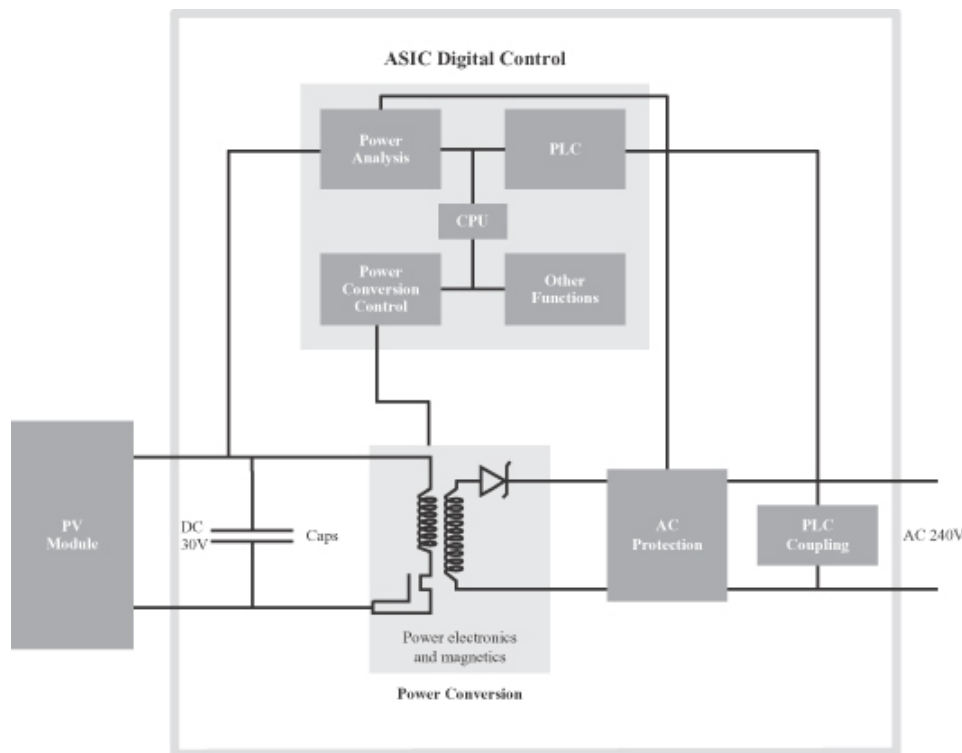 ASIC Digital Control
Power
Analysis
PLC
CPU
Power
Conversion
Control
Other
Functions
PV
Module
DC
30V
Caps
AC
Protection
PLC
Coupling
AC 240V
Power electronics
and magnetics
Power Conversion